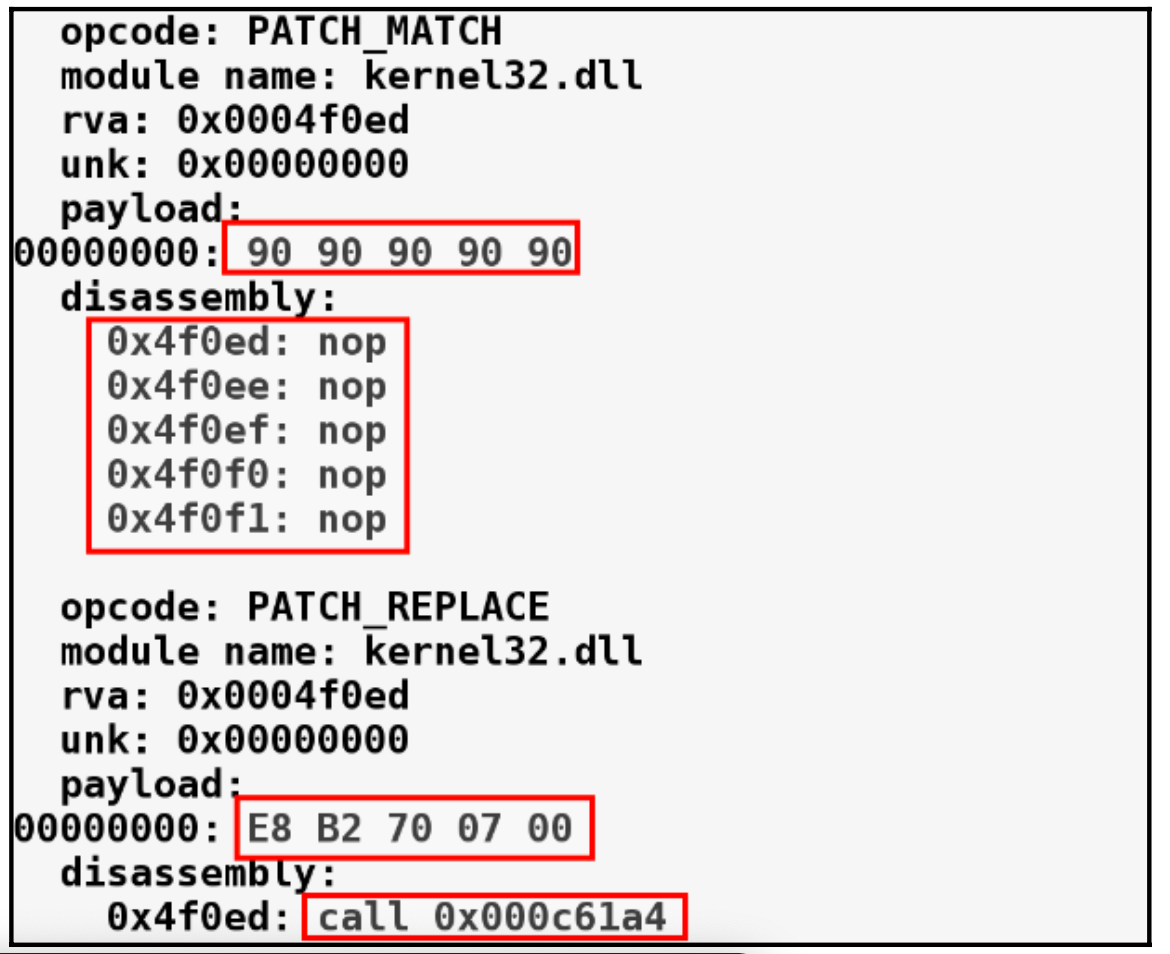 opcode: PATCH_MATCH
module name: kernel32.dll
rva: 0x0004f0ed
unk: 0x00000000
payload:
00000000: 90 90 90 90 90
disassembly:
0x4f0ed: nop
0x4f0ee: nop
0x4f0ef: nop
0x4f0f0: nop
0x4f0f1: nop
opcode: PATCH_REPLACE
module name: kernel32.dll
rva: 0x0004f0ed
unk: 0x00000000
payload:
00000000: E8 B2 70 07 00
disassembly:
0x4f0ed: call 0x000c61a4